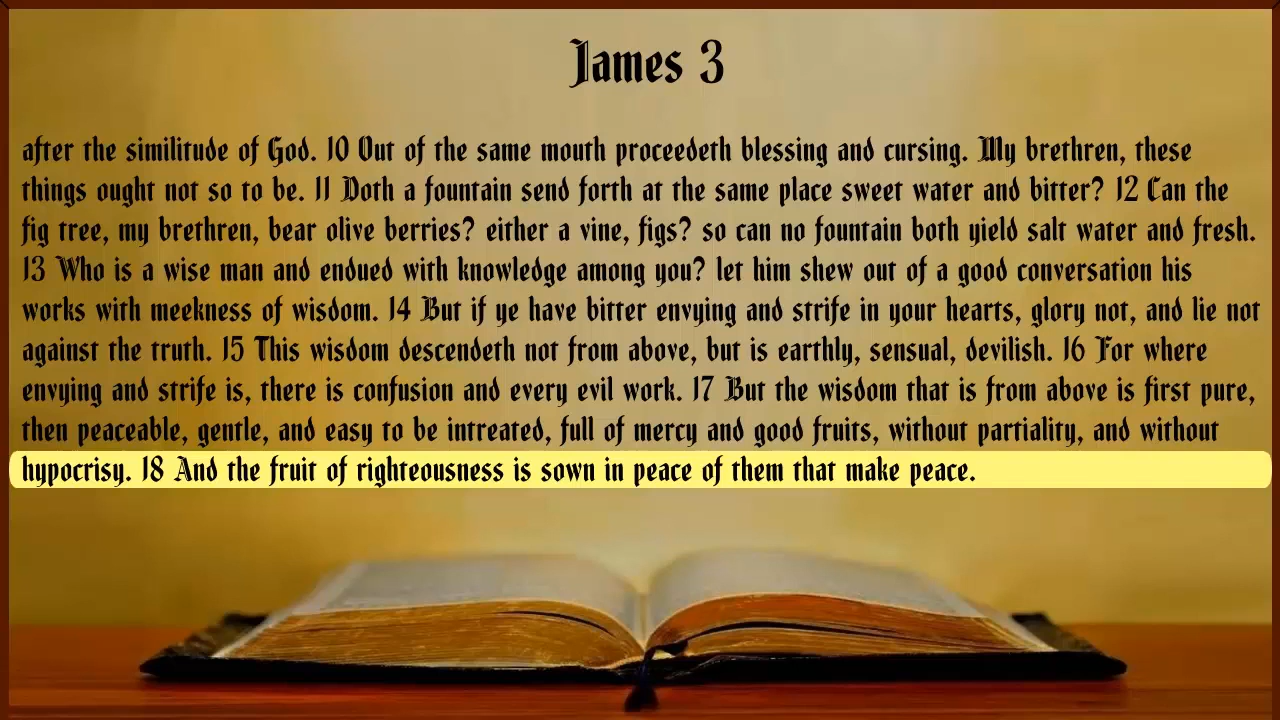 James 3
after the similitude of God. 10 Out of the same mouth proceedeth blessing and cursing. My brethren, these
things ought not so to be. 11 Doth a fountain send forth at the same place sweet water and bitter? 12 Can the
fig tree, my brethren, bear olive berries? either a vine, figs? so can no fountain both yield salt water and fresh.
13 Who is a wise man and endued with knowledge among you? let him shew out of a good conversation his
works with meekness of wisdom. 14 But if ye have bitter envying and strife in your hearts, glory not, and lie not
against the truth. 15 This wisdom descendeth not from above, but is earthly, sensual, devilish. 16 For where
envying and strife is, there is confusion and every evil work. 17 But the wisdom that is from above is first pure,
then peaceable, gentle, and easy to be intreated, full of mercy and good fruits, without partiality, and without
hypocrisy. 18 And the fruit of righteousness is sown in peace of them that make peace.